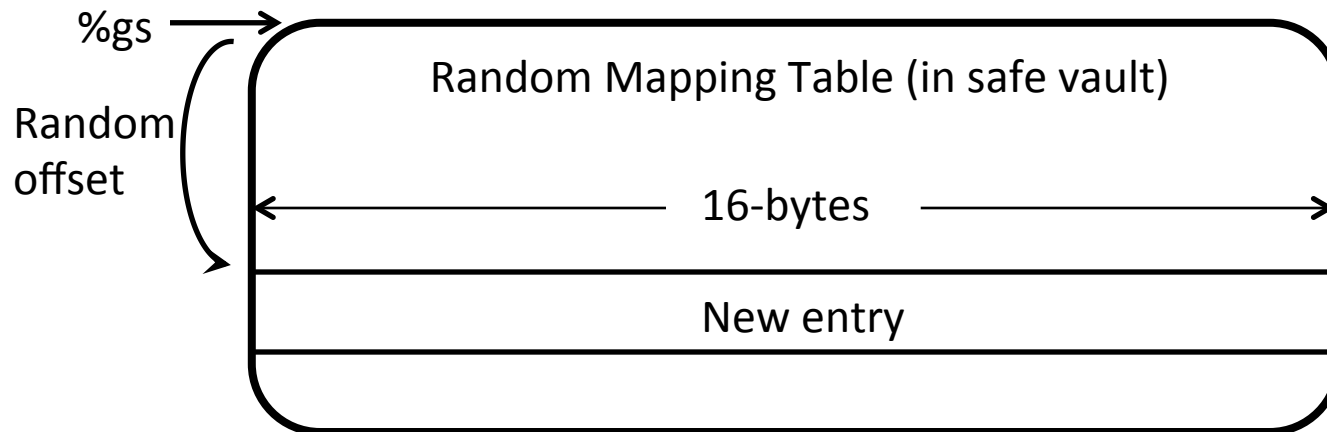 %gs
Random Mapping Table (in safe vault)
Random
offset
16-bytes
New entry